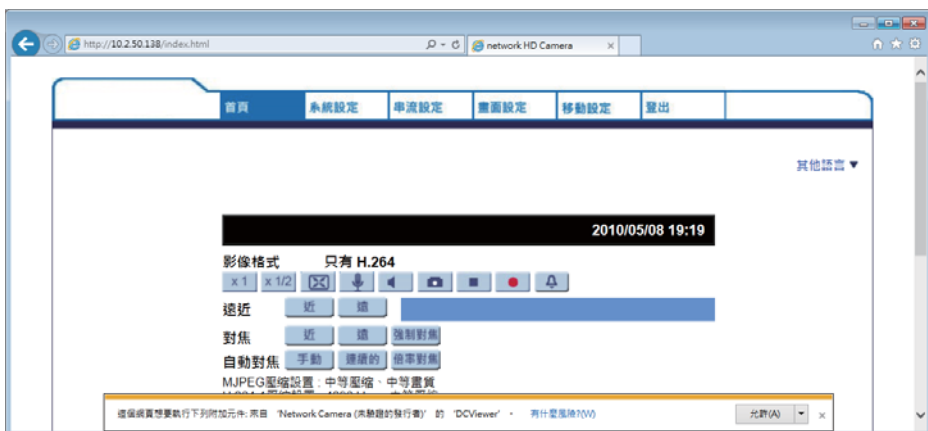 http://10.2.50.138/index.html network HD Camera
首頁 系統設定 串流設定 畫面設定 移動設定 登出
其他語言 ▼
2010/05/08 19:19
影像格式 只有 H.264
x 1 x 1/2
遠近 近 遠
對焦 近 遠 強制對焦
自動對焦 手動 連續的 倍率對焦
MJPEG壓縮設置 : 中等壓縮、中等畫質
這個網頁想要執行下列附加元件: 來自 'Network Camera (未驗證的發行者)' 的 'DCViewer'。 有什麼風險?(W) 允許(A)